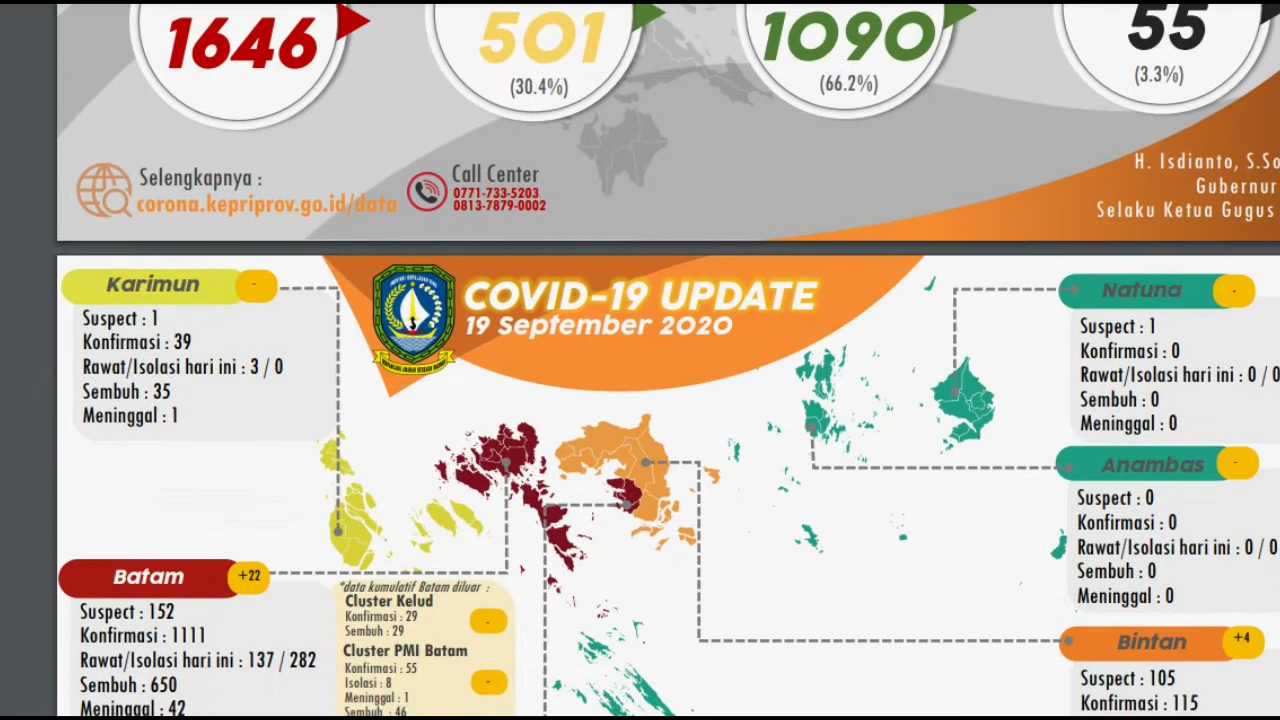 1646
501
1090
55
(30.4%)
(66.2%)
(3.3%)
Selengkapnya :
corona.kepriprov.go.id/data
Call Center
0771-733-5203
0813-7879-0002
H. Isdianto, S.So
Gubernur
Selaku Ketua Gugus
COVID-19 UPDATE
19 September 2020
Karimun
-
Suspect : 1
Konfirmasi : 39
Rawat/Isolasi hari ini : 3 / 0
Sembuh : 35
Meninggal : 1
Natuna
-
Suspect : 1
Konfirmasi : 0
Rawat/Isolasi hari ini : 0 / 0
Sembuh : 0
Meninggal : 0
Anambas
-
Suspect : 0
Konfirmasi : 0
Rawat/Isolasi hari ini : 0 / 0
Sembuh : 0
Meninggal : 0
Batam
+22
Suspect : 152
Konfirmasi : 1111
Rawat/Isolasi hari ini : 137 / 282
Sembuh : 650
Meninggal : 42
*data kumulatif Batam diluar :
Cluster Kelud
Konfirmasi : 29
Sembuh : 29
-
Cluster PMI Batam
Konfirmasi : 55
Isolasi : 8
Meninggal : 1
Sembuh : 46
-
Bintan
+4
Suspect : 105
Konfirmasi : 115